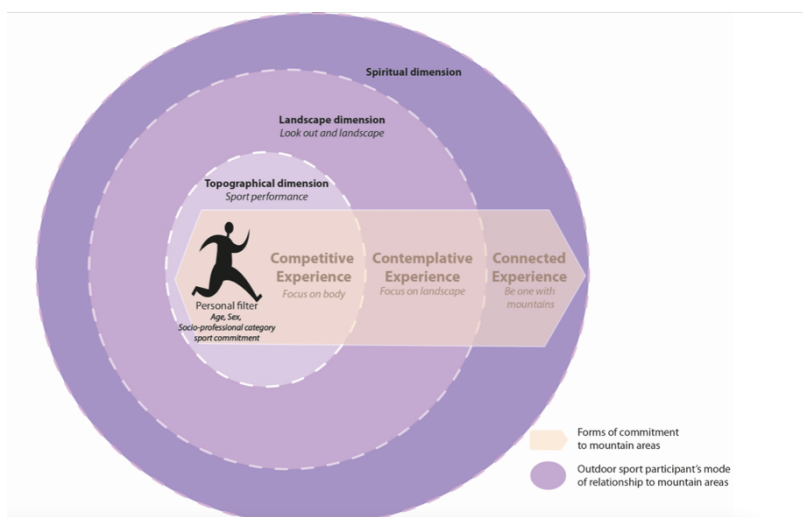 Spiritual dimension
Landscape dimension
Look out and landscape
Topographical dimension
Sport performance
Competitive
Experience
Focus on body
Contemplative
Experience
Focus on landscape
Connected
Experience
Be one with
mountains
Personal filter
Age, Sex,
Socio-professional category
sport commitment
Forms of commitment
to mountain areas
Outdoor sport participant's mode
of relationship to mountain areas